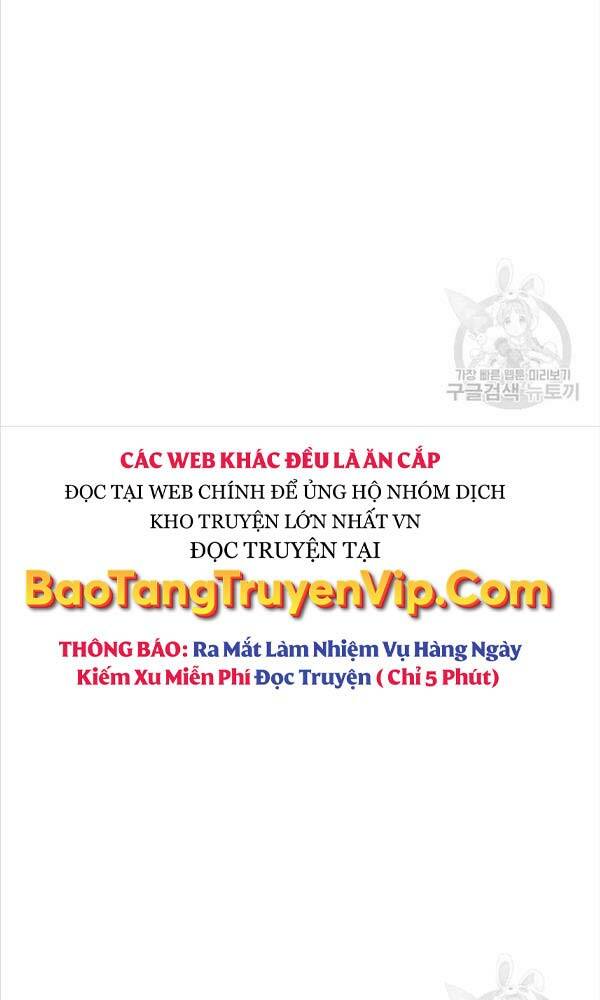 가장 빠른 웹툰 미리보기
구글검색 뉴토끼
CÁC WEB KHÁC ĐỀU LÀ ĂN CẮP
ĐỌC TẠI WEB CHÍNH ĐỂ ỦNG HỘ NHÓM DỊCH
KHO TRUYỆN LỚN NHẤT VN
ĐỌC TRUYỆN TẠI
BaoTangTruyenVip.Com
THÔNG BÁO: Ra Mắt Làm Nhiệm Vụ Hàng Ngày
Kiếm Xu Miễn Phí Đọc Truyện ( Chỉ 5 Phút)